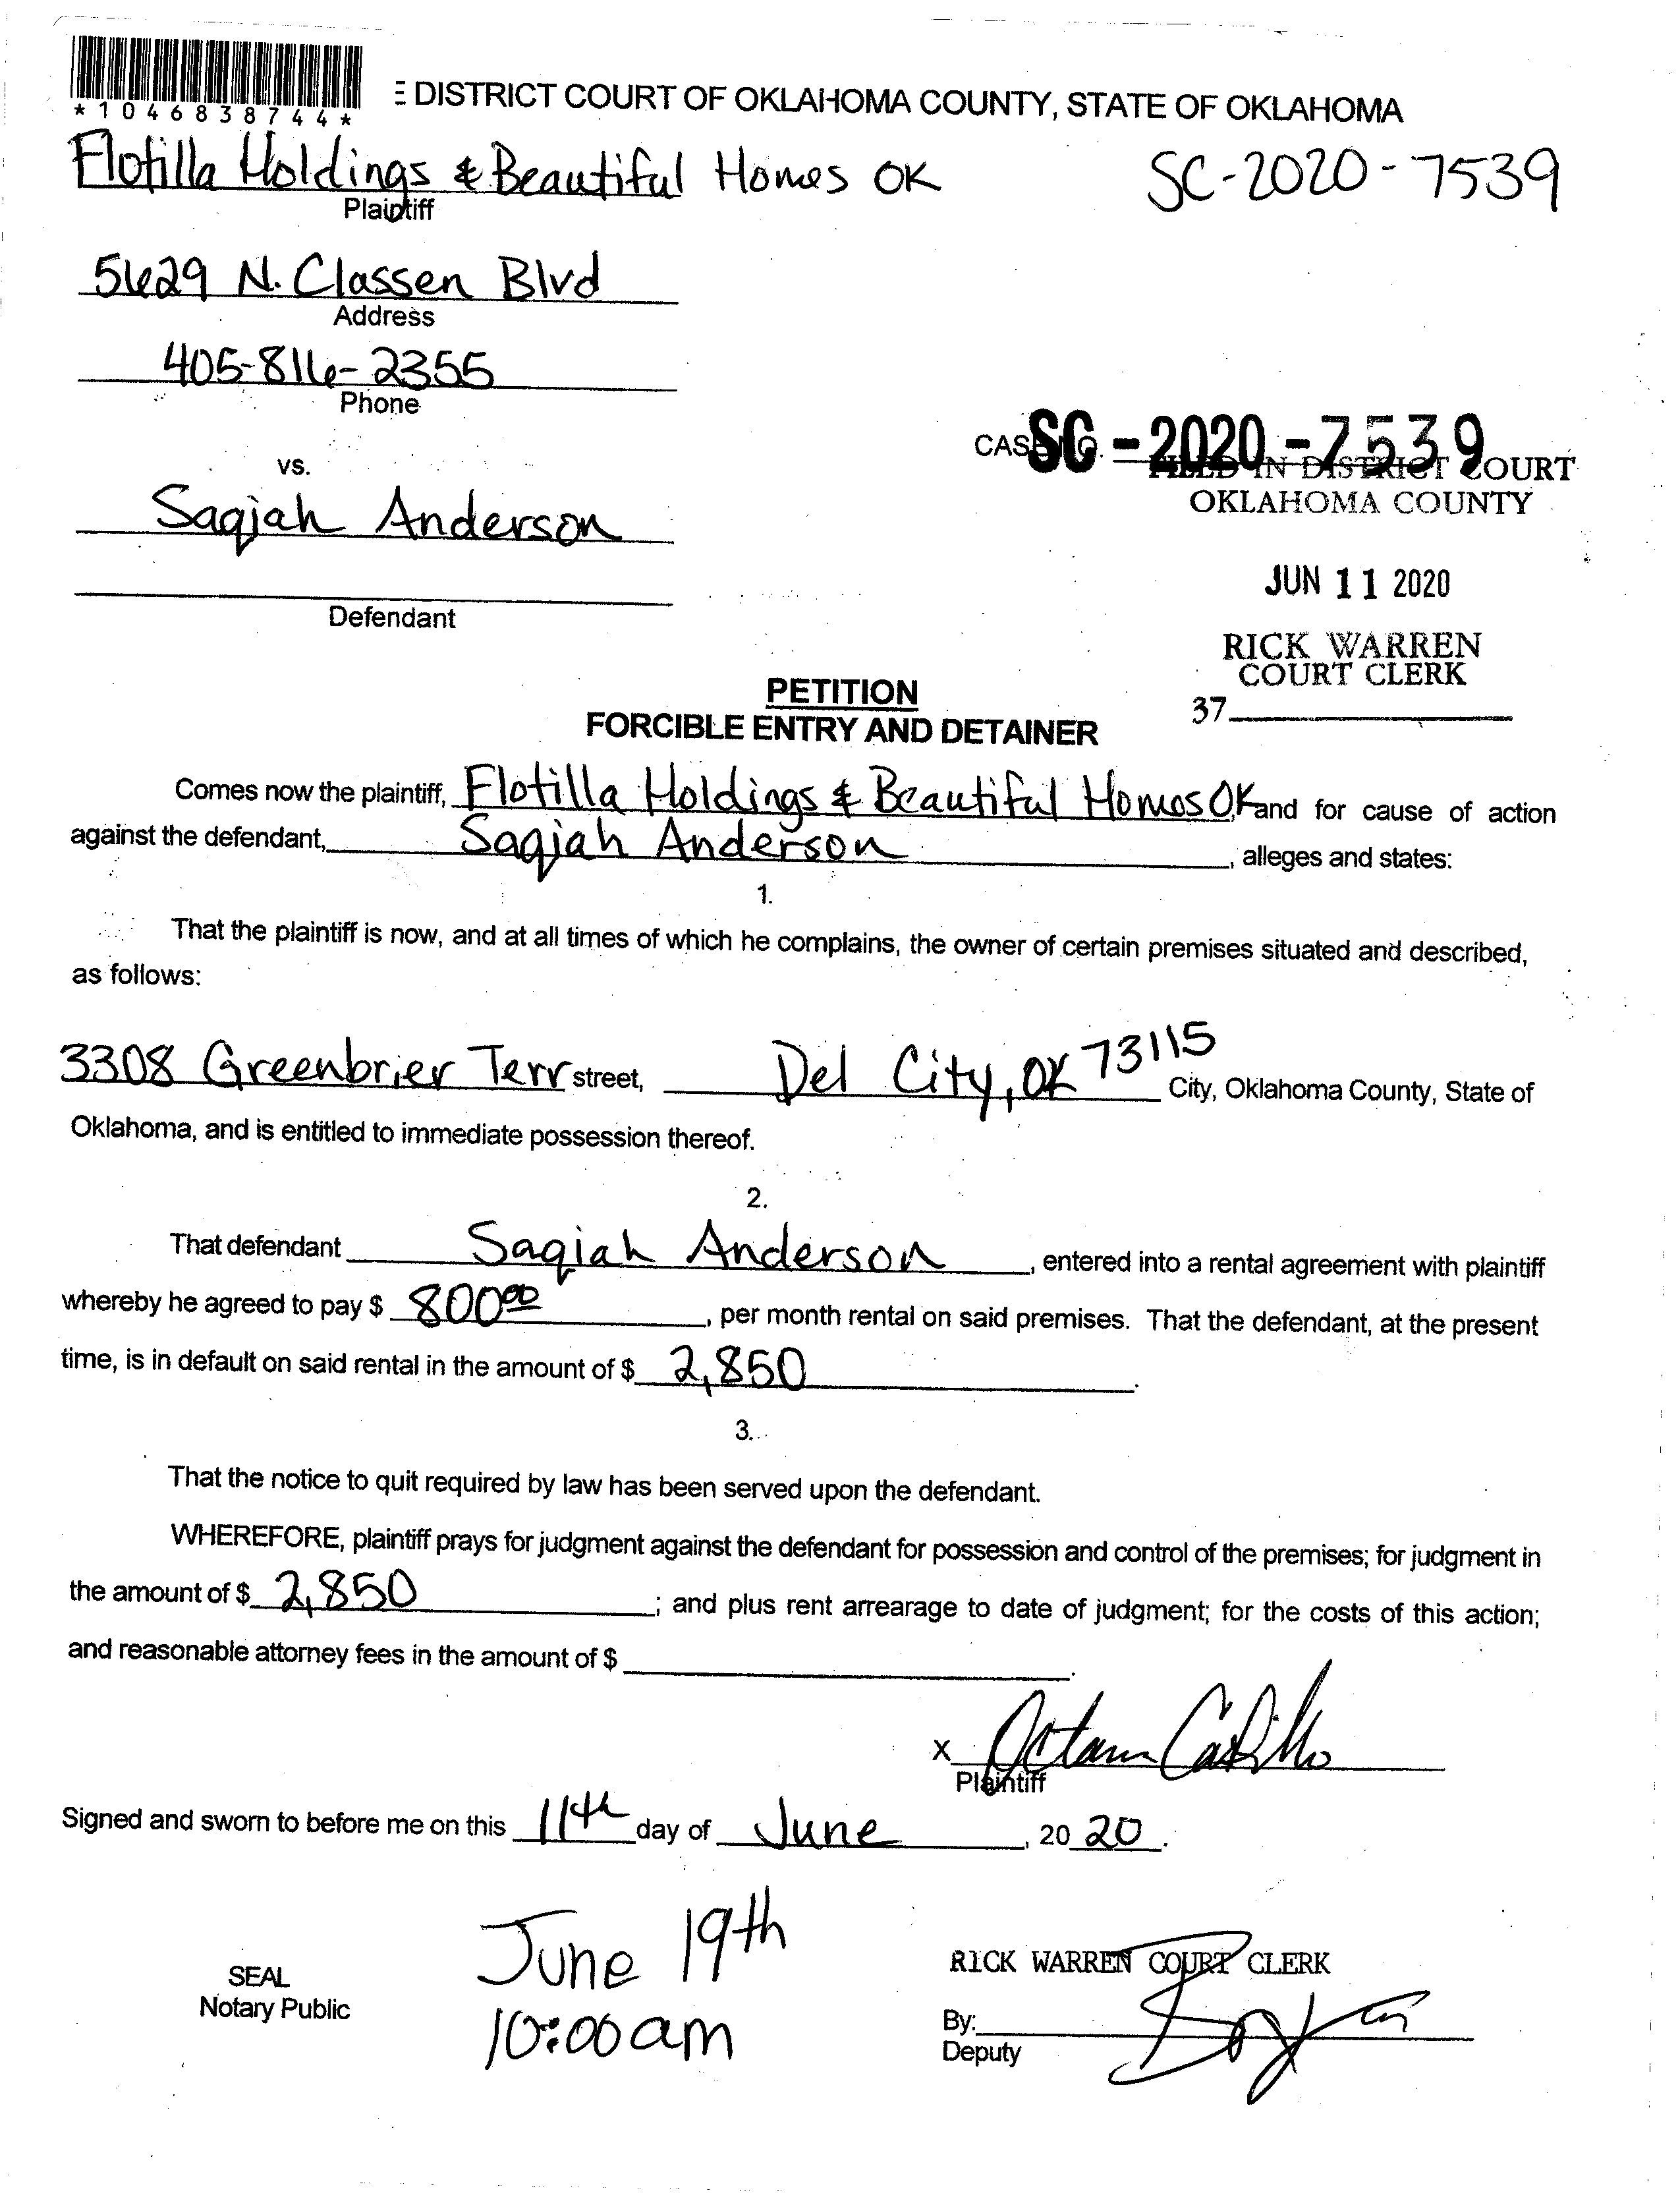 *1046838744*
E DISTRICT COURT OF OKLAHOMA COUNTY, STATE OF OKLAHOMA
Flotilla Holdings & Beautiful Homes OK
SC-2020-7539
Plaintiff
5629 N. Classen Blvd
Address
405-816-2355
Phone
CASE NO. SC-2020-7539
vs.
FILED IN DISTRICT COURT
OKLAHOMA COUNTY
Saqiah Anderson
JUN 11 2020
Defendant
RICK WARREN
COURT CLERK
37
PETITION
FORCIBLE ENTRY AND DETAINER
Comes now the plaintiff, Flotilla Holdings & Beautiful Homes OK, and for cause of action
against the defendant, Saqiah Anderson, alleges and states:
1.
That the plaintiff is now, and at all times of which he complains, the owner of certain premises situated and described,
as follows:
3308 Greenbrier Terr street, Del City, OK 73115 City, Oklahoma County, State of
Oklahoma, and is entitled to immediate possession thereof.
2.
That defendant Saqiah Anderson, entered into a rental agreement with plaintiff
whereby he agreed to pay $ 800.00, per month rental on said premises. That the defendant, at the present
time, is in default on said rental in the amount of $ 2,850.
3.
That the notice to quit required by law has been served upon the defendant.
WHEREFORE, plaintiff prays for judgment against the defendant for possession and control of the premises; for judgment in
the amount of $ 2,850; and plus rent arrearage to date of judgment; for the costs of this action;
and reasonable attorney fees in the amount of $ .
X
Plaintiff
Signed and sworn to before me on this 11th day of June, 20 20.
June 19th
10:00am
SEAL
Notary Public
RICK WARREN COURT CLERK
By:
Deputy